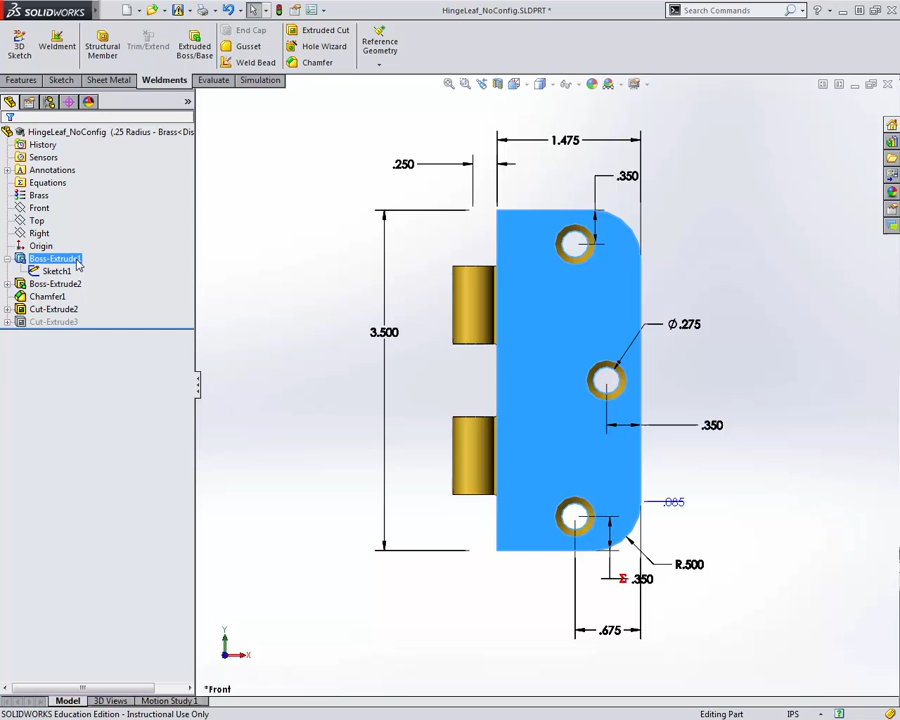 SOLIDWORKS
HingeLeaf_NoConfig.SLDPRT *
Search Commands
3D Sketch
Weldment
Structural Member
Trim/Extend
Extruded Boss/Base
End Cap
Gusset
Weld Bead
Extruded Cut
Hole Wizard
Chamfer
Reference Geometry
Features
Sketch
Sheet Metal
Weldments
Evaluate
Simulation
HingeLeaf_NoConfig (.25 Radius - Brass<Dis
History
Sensors
Annotations
Equations
Brass
Front
Top
Right
Origin
Boss-Extrude1
Sketch1
Boss-Extrude2
Chamfer1
Cut-Extrude2
Cut-Extrude3
1.475
.250
.350
3.500
Ø.275
.350
.085
R.500
Σ .350
.675
Y
X
*Front
Model
3D Views
Motion Study 1
SOLIDWORKS Education Edition - Instructional Use Only
Editing Part
IPS